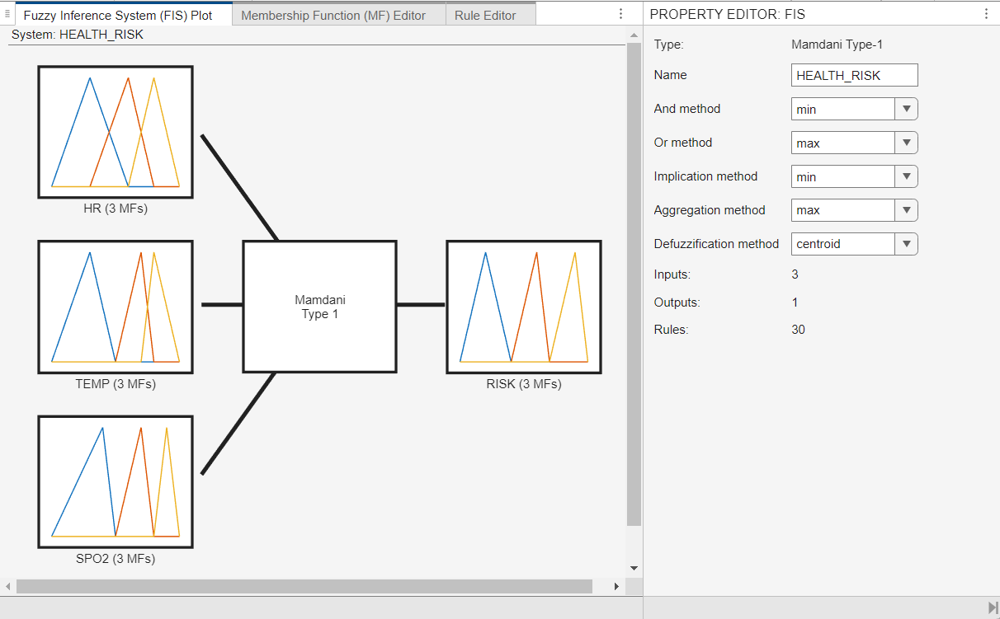 Fuzzy Inference System (FIS) Plot
Membership Function (MF) Editor
Rule Editor
System: HEALTH_RISK
HR (3 MFs)
TEMP (3 MFs)
SPO2 (3 MFs)
Mamdani
Type 1
RISK (3 MFs)
PROPERTY EDITOR: FIS
Type: Mamdani Type-1
Name HEALTH_RISK
And method min
Or method max
Implication method min
Aggregation method max
Defuzzification method centroid
Inputs: 3
Outputs: 1
Rules: 30